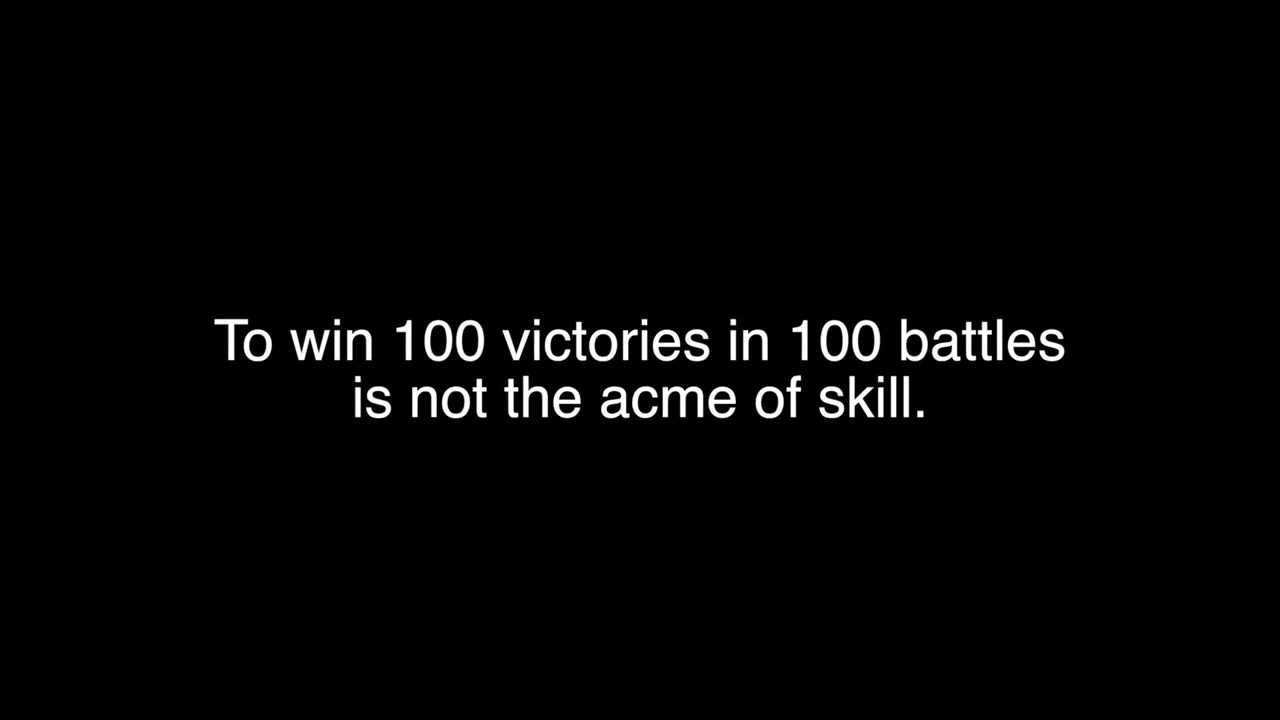 To win 100 victories in 100 battles
is not the acme of skill.